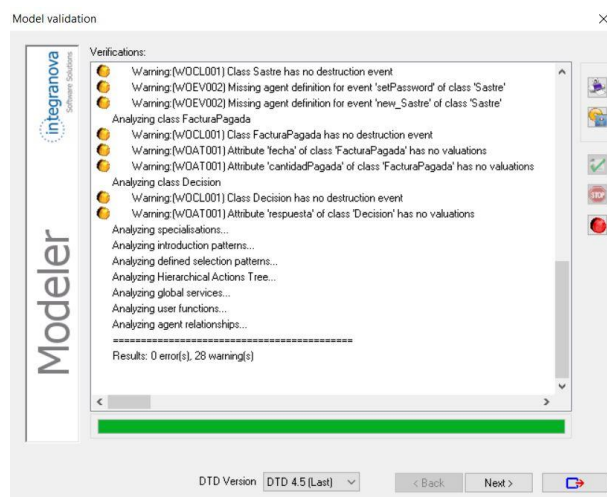 Model validation
integranova
Software Solutions
Modeler
Verifications:
Warning:(WOCL001) Class Sastre has no destruction event
Warning:(WOEV002) Missing agent definition for event 'setPassword' of class 'Sastre'
Warning:(WOEV002) Missing agent definition for event 'new_Sastre' of class 'Sastre'
Analyzing class FacturaPagada
Warning:(WOCL001) Class FacturaPagada has no destruction event
Warning:(WOAT001) Attribute 'fecha' of class 'FacturaPagada' has no valuations
Warning:(WOAT001) Attribute 'cantidadPagada' of class 'FacturaPagada' has no valuations
Analyzing class Decision
Warning:(WOCL001) Class Decision has no destruction event
Warning:(WOAT001) Attribute 'respuesta' of class 'Decision' has no valuations
Analyzing specialisations...
Analyzing introduction patterns...
Analyzing defined selection patterns...
Analyzing Hierarchical Actions Tree...
Analyzing global services...
Analyzing user functions...
Analyzing agent relationships...
==========================================
Results: 0 error(s), 28 warning(s)
STOP
DTD Version DTD 4.5 (Last) < Back Next >